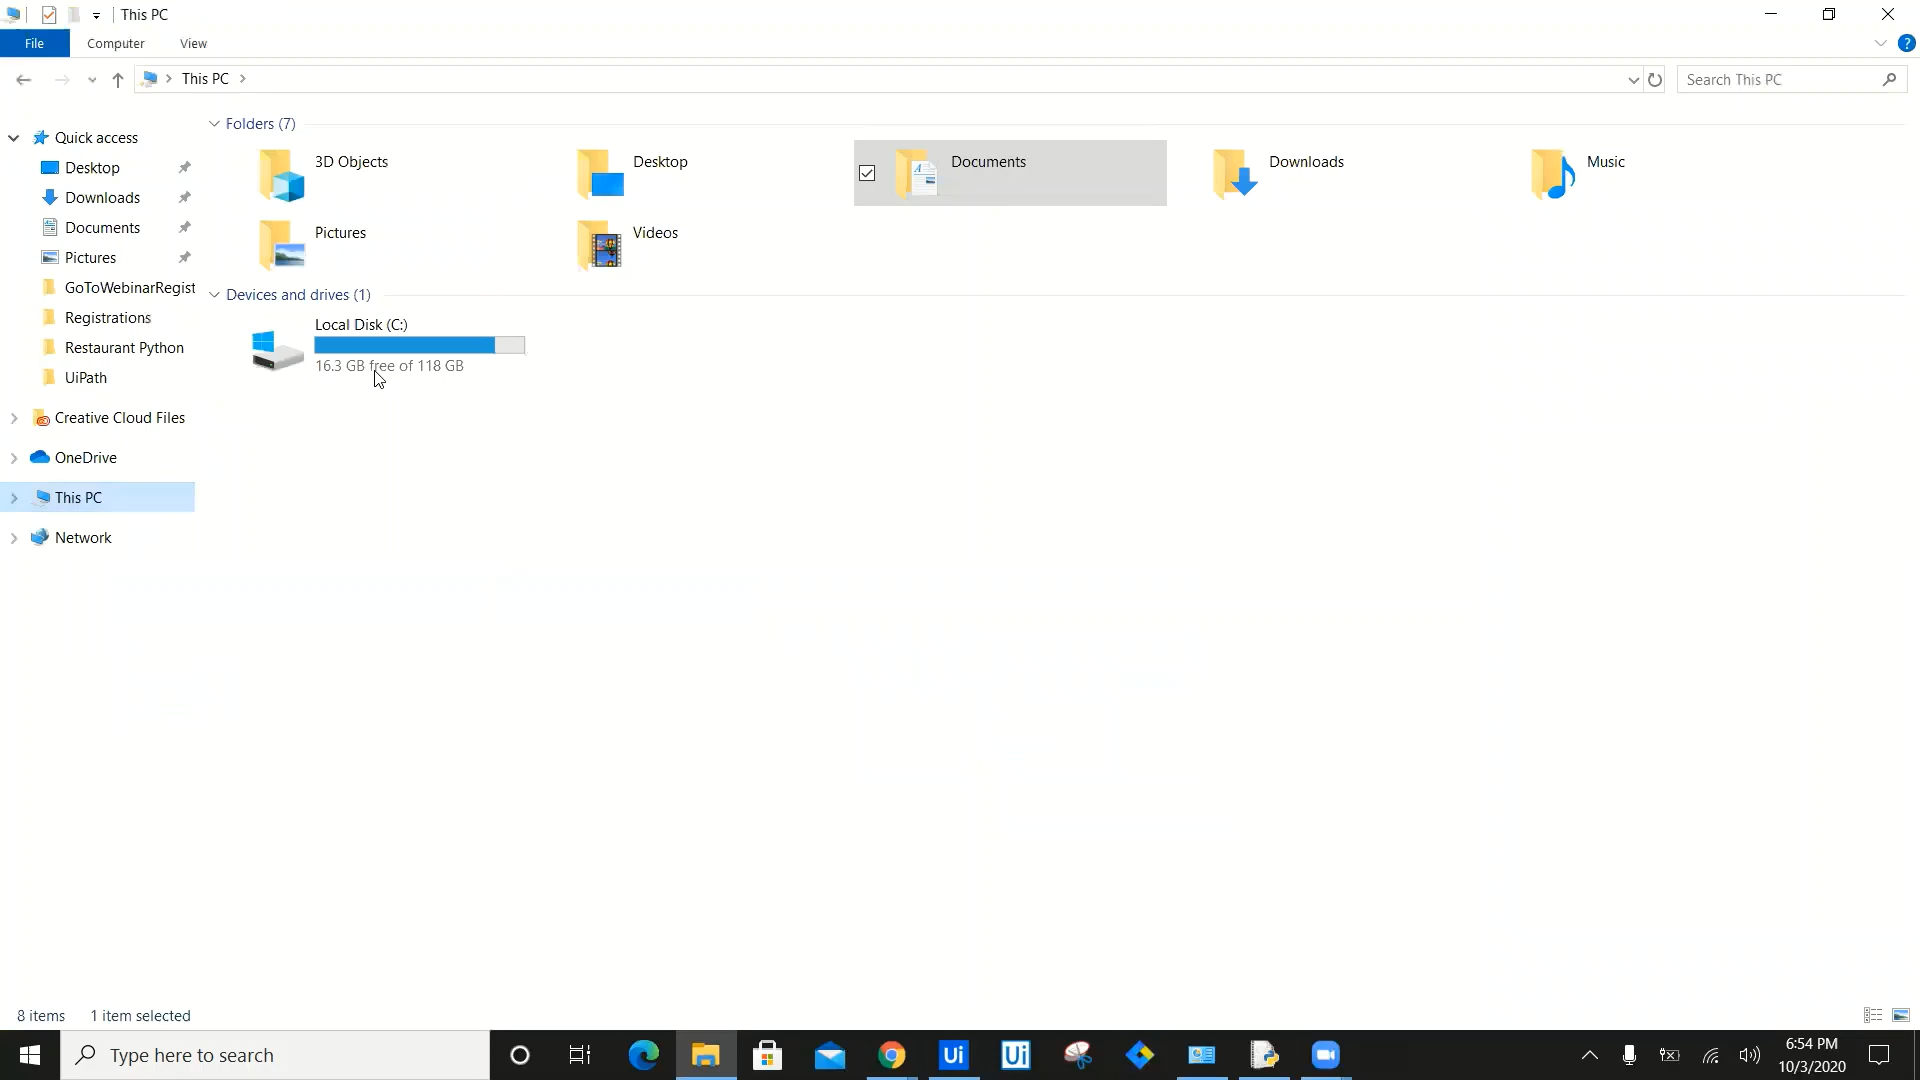 This PC
File Computer View
This PC
Search This PC
Quick access
Desktop
Downloads
Documents
Pictures
GoToWebinarRegist
Registrations
Restaurant Python
UiPath
Creative Cloud Files
OneDrive
This PC
Network
Folders (7)
3D Objects
Desktop
Documents
Downloads
Music
Pictures
Videos
Devices and drives (1)
Local Disk (C:)
16.3 GB free of 118 GB
8 items 1 item selected
Type here to search
Ui
Ui
6:54 PM
10/3/2020